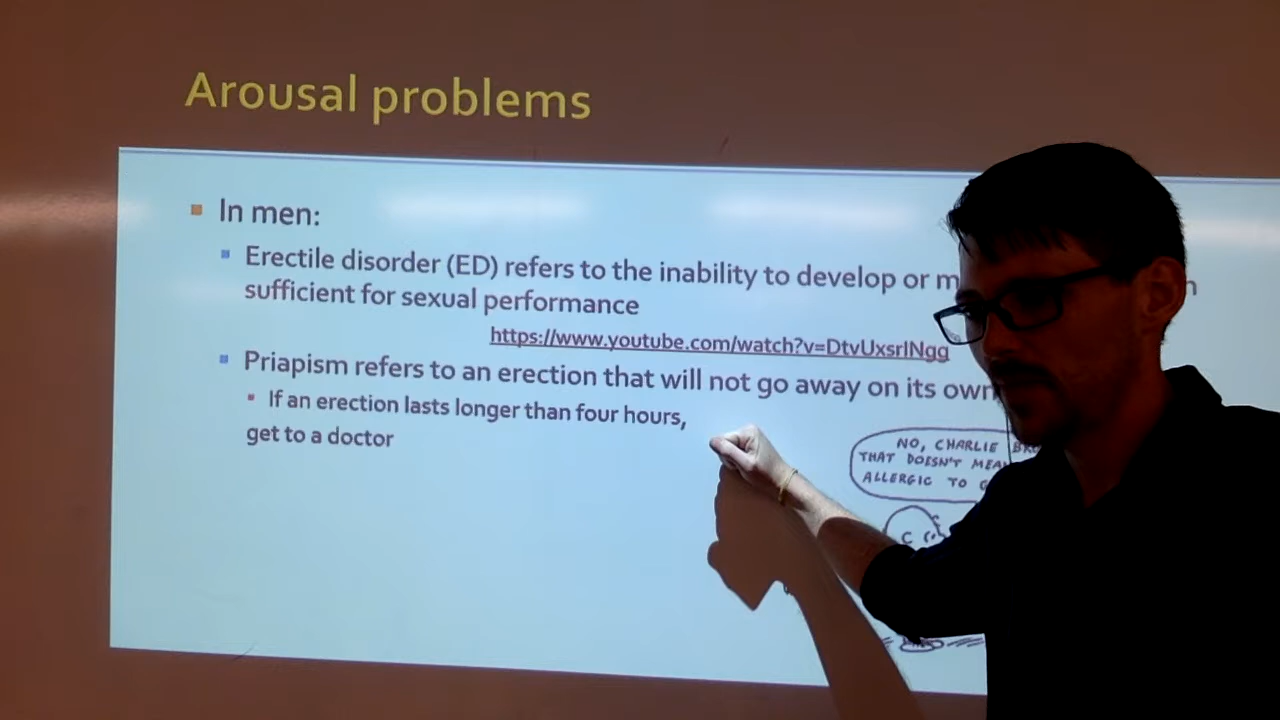 Arousal problems
In men:
Erectile disorder (ED) refers to the inability to develop or
sufficient for sexual performance
https://www.youtube.com/watch?v=DtvUxsrINgg
Priapism refers to an erection that will not go away on its own
If an erection lasts longer than four hours,
get to a doctor
NO, CHARLIE
THAT DOESN'T
ALLERGIC TO